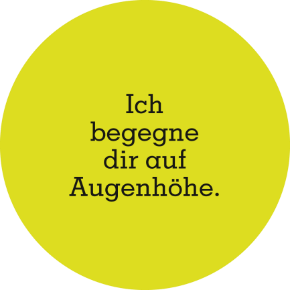 Ich
begegne
dir auf
Augenhöhe.